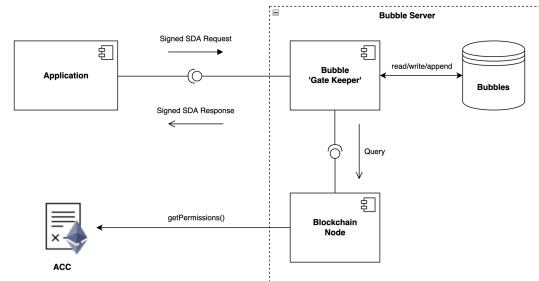 Bubble Server
Signed SDA Request
Application
Bubble
'Gate Keeper'
read/write/append
Bubbles
Signed SDA Response
Query
getPermissions()
Blockchain
Node
ACC